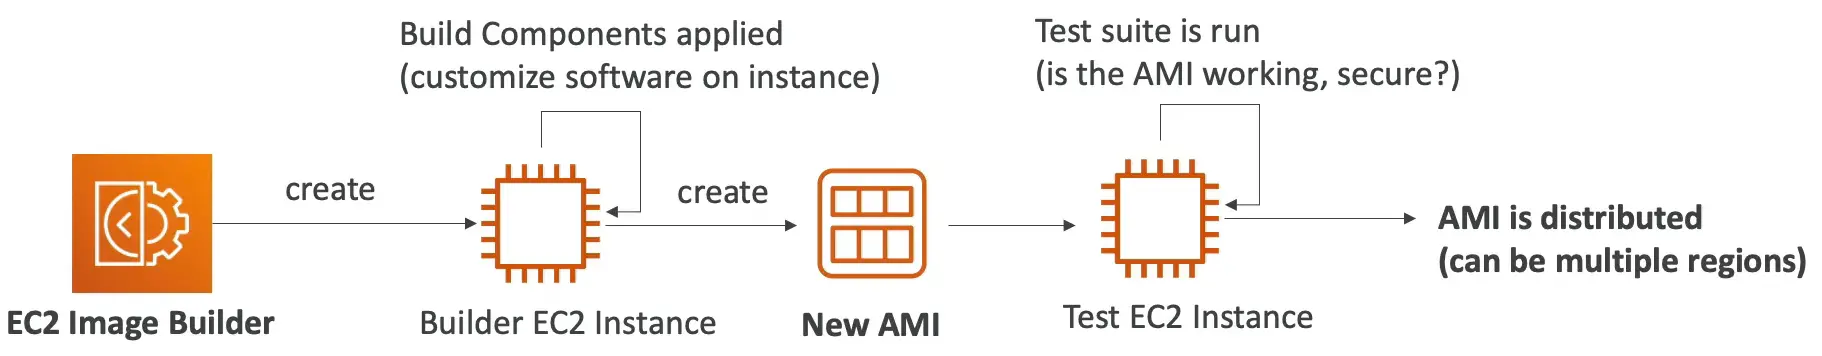 Build Components applied
(customize software on instance)
Test suite is run
(is the AMI working, secure?)
create
create
AMI is distributed
(can be multiple regions)
EC2 Image Builder
Builder EC2 Instance
New AMI
Test EC2 Instance